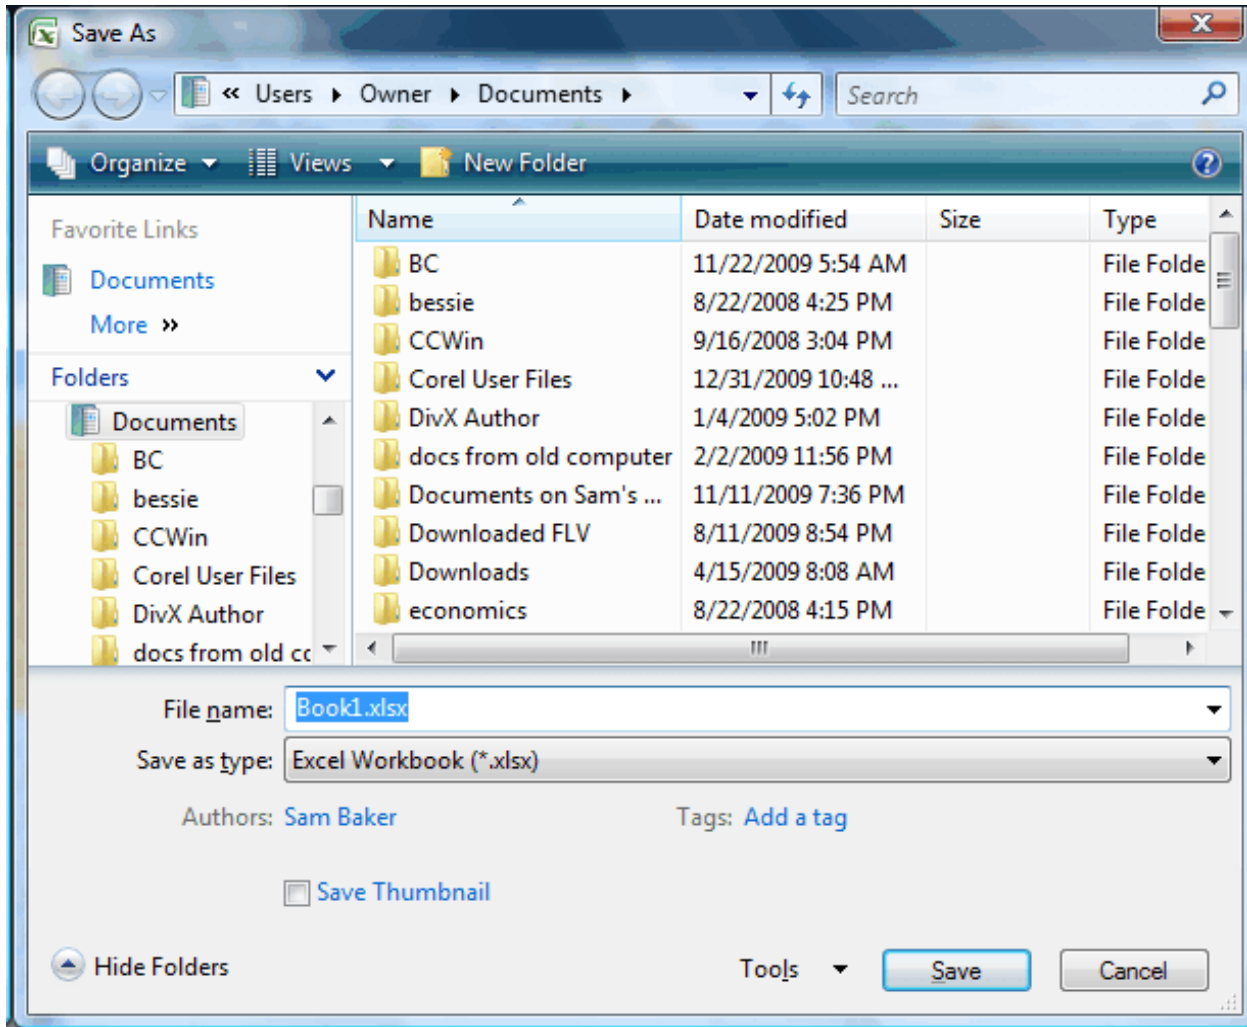 Save As
« Users ▸ Owner ▸ Documents ▸ Search
Organize Views New Folder
Favorite Links
Documents
More »
Folders
Documents
BC
bessie
CCWin
Corel User Files
DivX Author
docs from old cc
Name Date modified Size Type
BC 11/22/2009 5:54 AM File Folde
bessie 8/22/2008 4:25 PM File Folde
CCWin 9/16/2008 3:04 PM File Folde
Corel User Files 12/31/2009 10:48 ... File Folde
DivX Author 1/4/2009 5:02 PM File Folde
docs from old computer 2/2/2009 11:56 PM File Folde
Documents on Sam's ... 11/11/2009 7:36 PM File Folde
Downloaded FLV 8/11/2009 8:54 PM File Folde
Downloads 4/15/2009 8:08 AM File Folde
economics 8/22/2008 4:15 PM File Folde
File name: Book1.xlsx
Save as type: Excel Workbook (*.xlsx)
Authors: Sam Baker Tags: Add a tag
Save Thumbnail
Hide Folders Tools Save Cancel